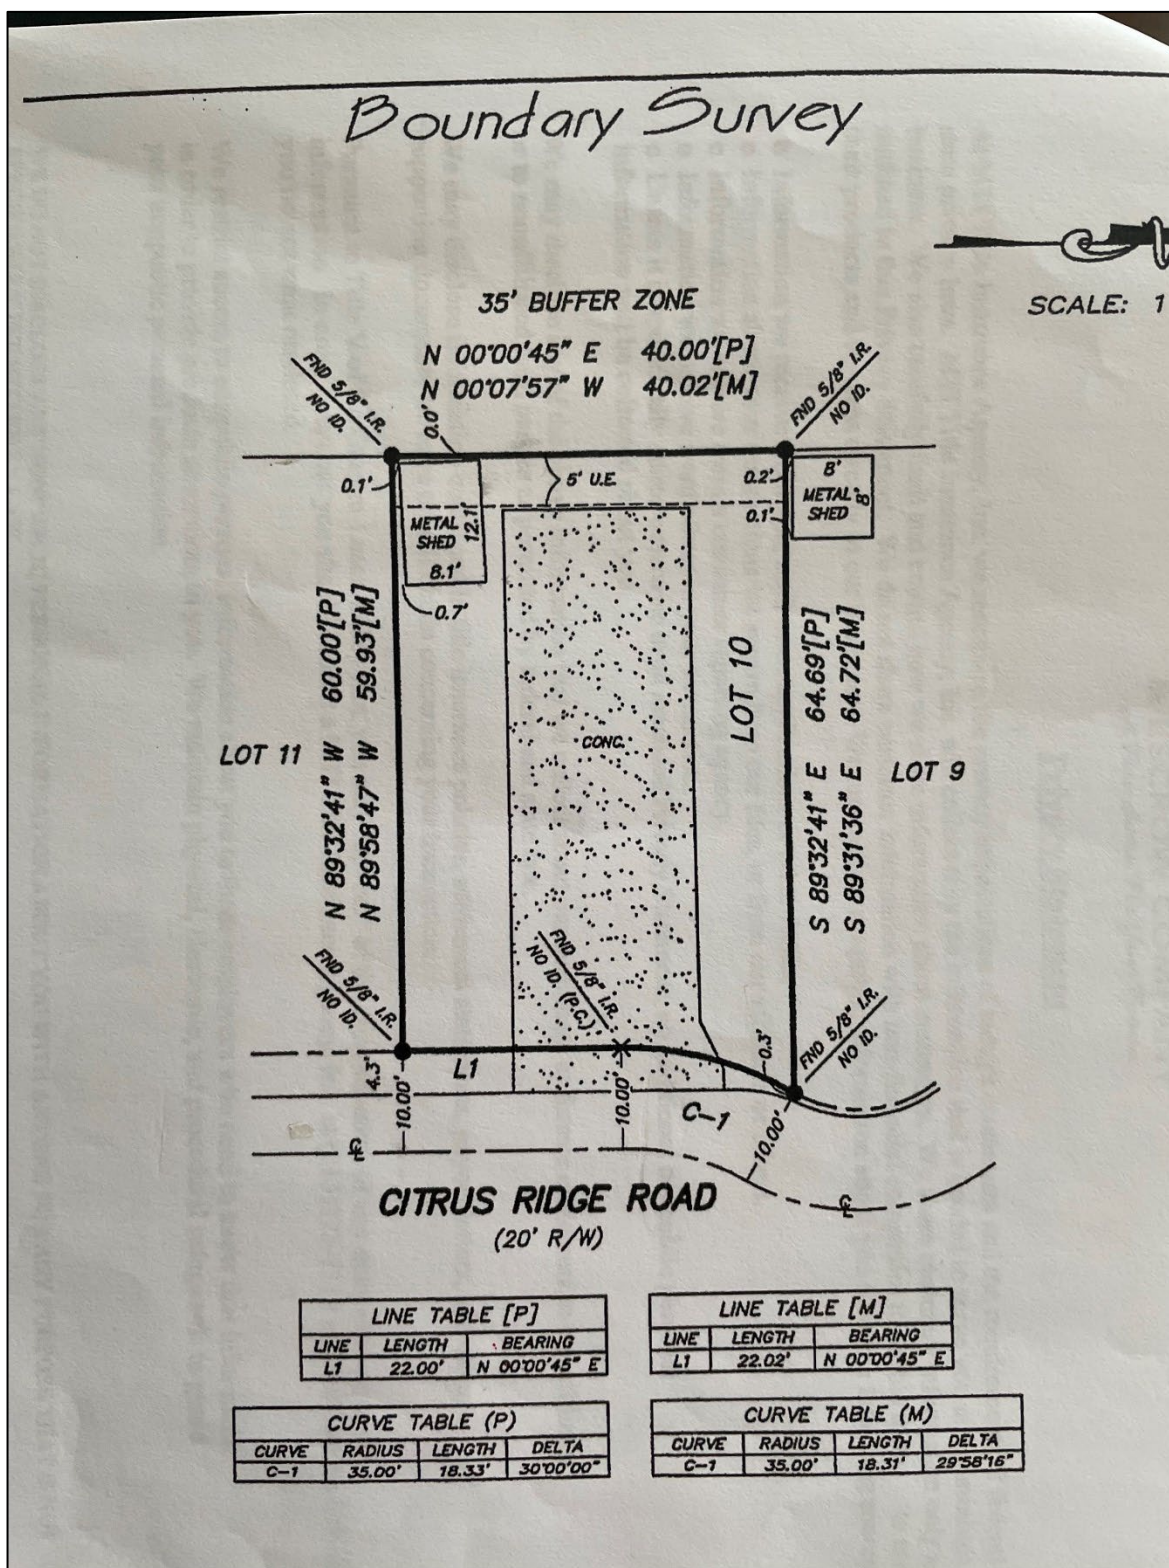 Boundary Survey
SCALE: 1
35' BUFFER ZONE
N 00°00'45" E 40.00'[P]
N 00°07'57" W 40.02'[M]
FND 5/8" I.R.
NO ID.
FND 5/8" I.R.
NO ID.
0.0'
0.1'
5' U.E.
0.2'
0.1'
8'
METAL
SHED
8'
METAL
SHED
12.1'
8.1'
0.7'
N 89°32'41" W 60.00'[P]
N 89°58'47" W 59.93'[M]
LOT 10
S 89°32'41" E 64.69'[P]
S 89°31'36" E 64.72'[M]
LOT 11
CONC.
LOT 9
FND 5/8" I.R.
NO ID.
FND 5/8" I.R.
NO ID. (P.C.)
FND 5/8" I.R.
NO ID.
0.3'
4.3'
L1
10.00'
10.00'
C-1
10.00'
CITRUS RIDGE ROAD
(20' R/W)
LINE TABLE [P]
LINE LENGTH BEARING
L1 22.00' N 00°00'45" E
LINE TABLE [M]
LINE LENGTH BEARING
L1 22.02' N 00°00'45" E
CURVE TABLE (P)
CURVE RADIUS LENGTH DELTA
C-1 35.00' 18.33' 30°00'00"
CURVE TABLE (M)
CURVE RADIUS LENGTH DELTA
C-1 35.00' 18.31' 29°58'16"